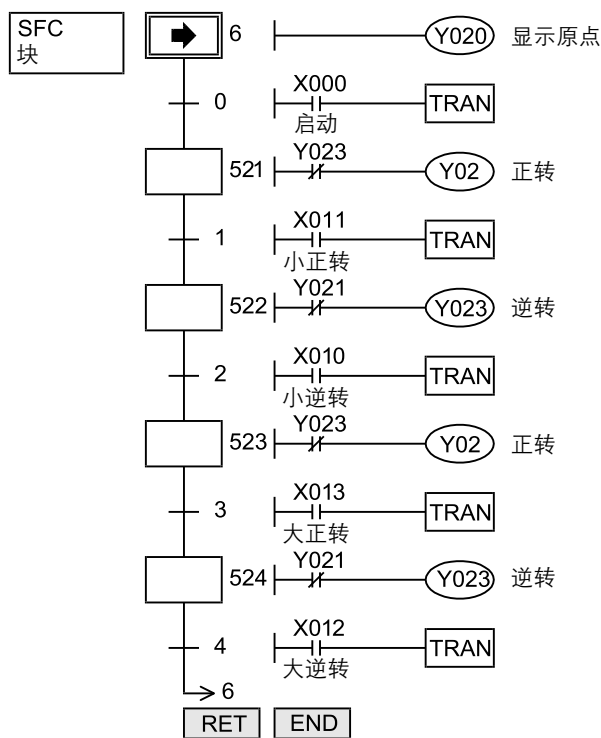 SFC
块
6
Y020
显示原点
0
X000
启动
TRAN
521
Y023
Y02
正转
1
X011
小正转
TRAN
522
Y021
Y023
逆转
2
X010
小逆转
TRAN
523
Y023
Y02
正转
3
X013
大正转
TRAN
524
Y021
Y023
逆转
4
X012
大逆转
TRAN
6
RET
END